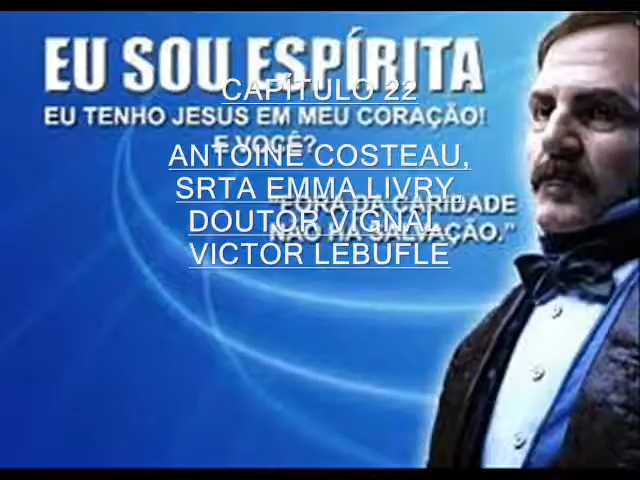 EU SOU ESPÍRITA
CAPÍTULO 22
EU TENHO JESUS EM MEU CORAÇÃO!
E VOCÊ?
ANTOINE COSTEAU,
SRTA EMMA LIVRY,
"FORA DA CARIDADE
DOUTOR VIGNAL
NÃO HÁ SALVAÇÃO."
VICTOR LEBUFLE